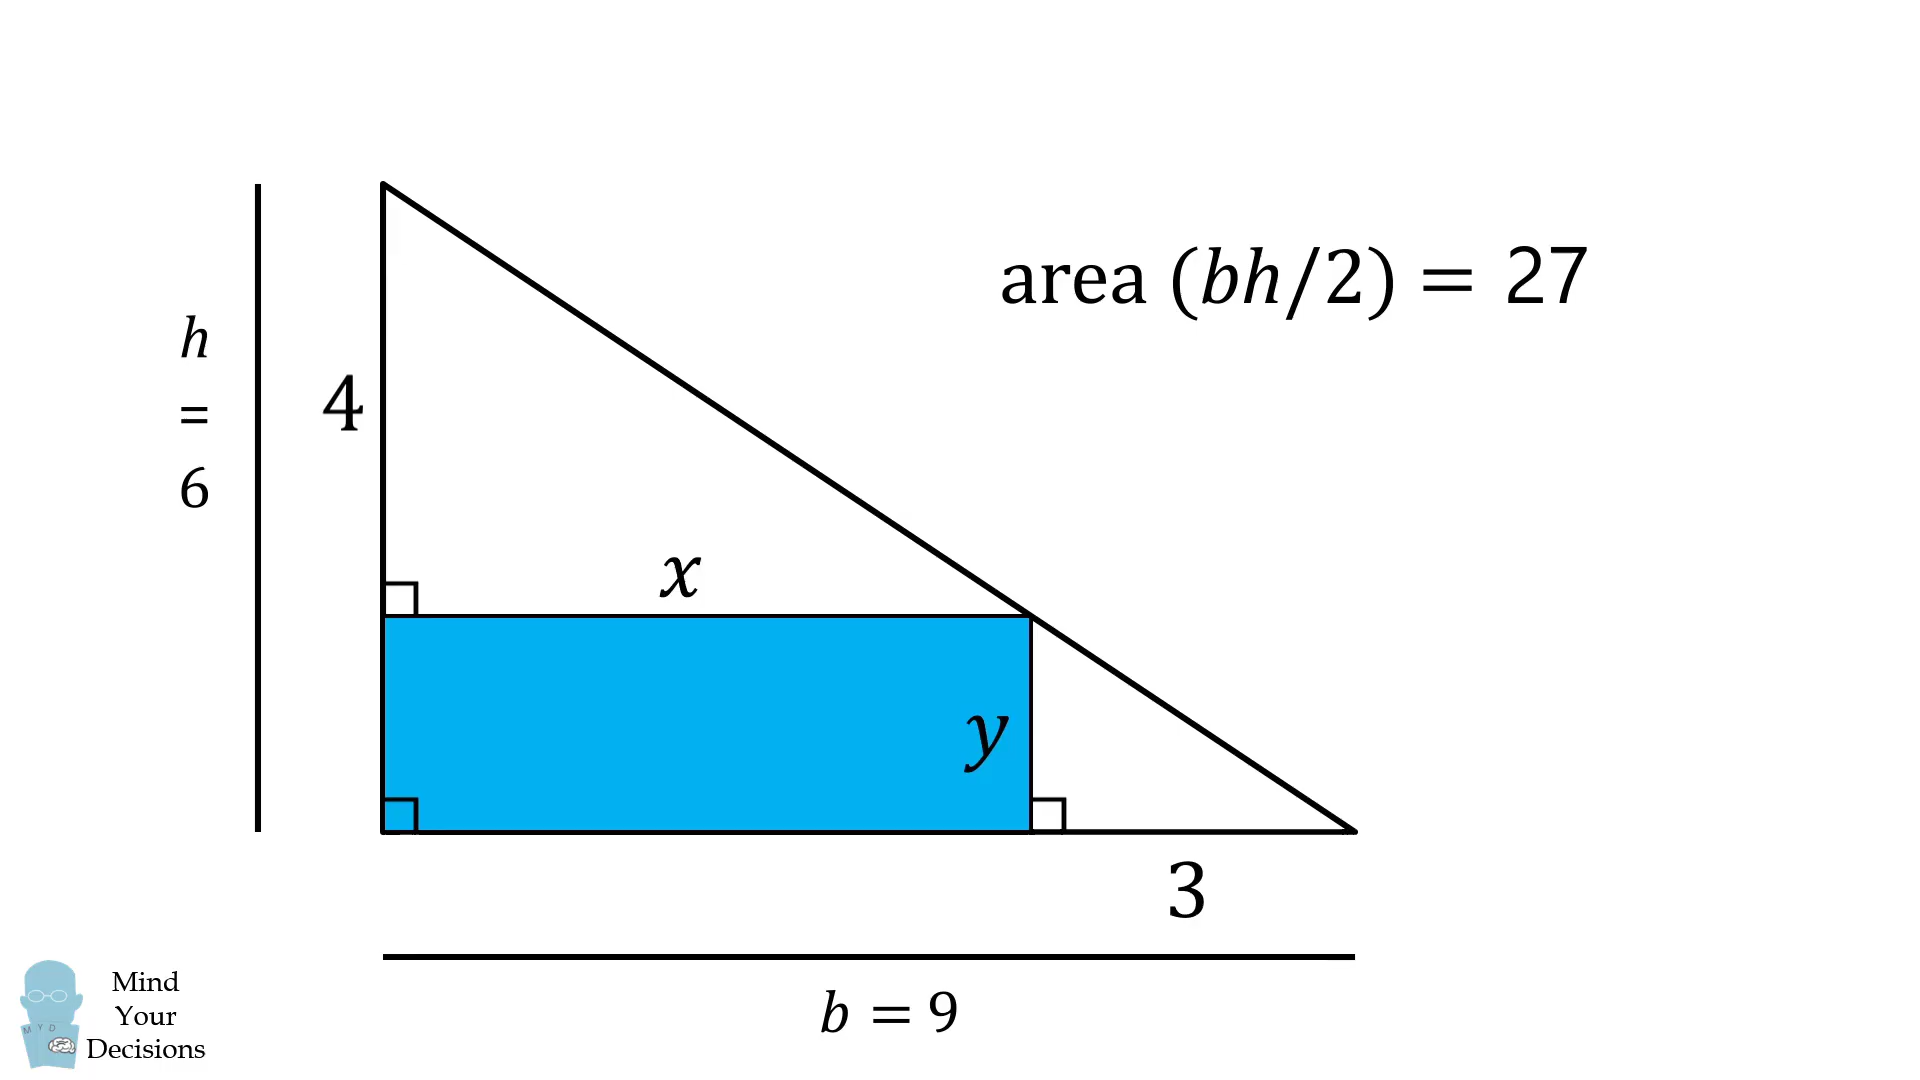 area (bh/2) = 27
h
=
6
4
x
y
3
b = 9
M Y D
Mind
Your
Decisions